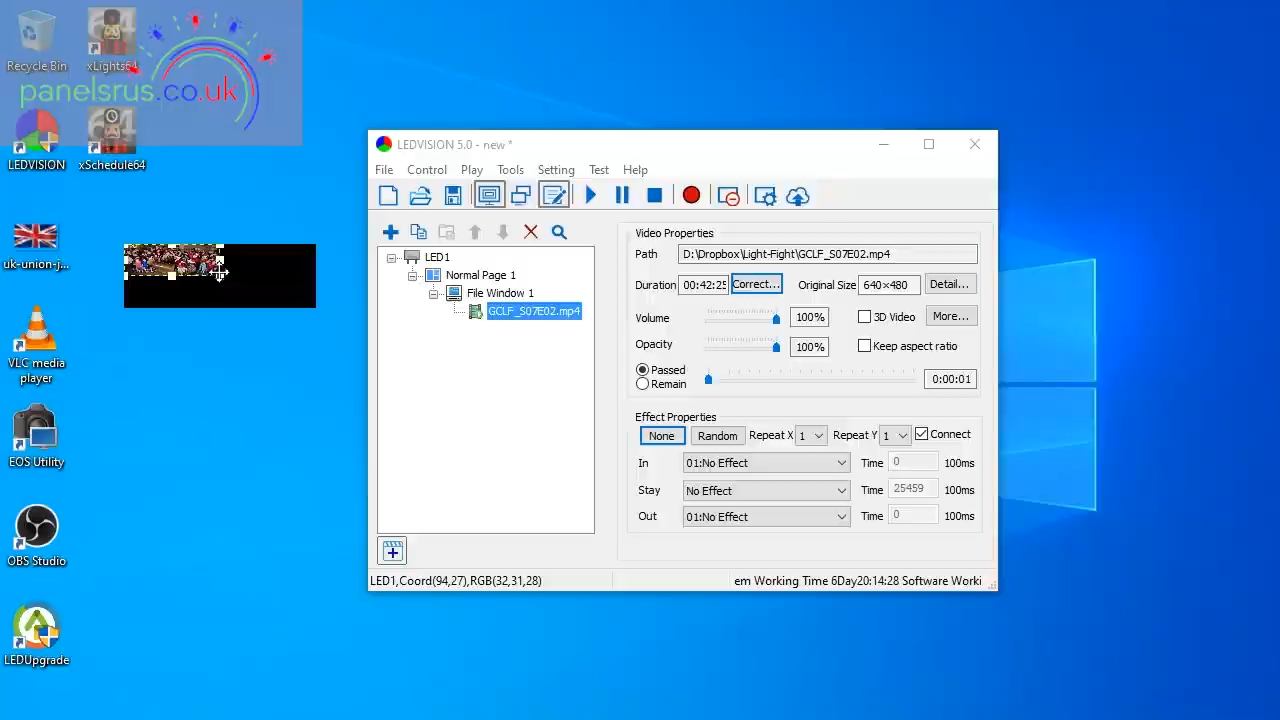 Recycle Bin
xLights64
panelsrus.co.uk
LEDVISION
xSchedule64
uk-union-j...
VLC media
player
EOS Utility
OBS Studio
LEDUpgrade
LEDVISION 5.0 - new *
File Control Play Tools Setting Test Help
LED1
Normal Page 1
File Window 1
GCLF_S07E02.mp4
Video Properties
Path D:\Dropbox\Light-Fight\GCLF_S07E02.mp4
Duration 00:42:25 Correct... Original Size 640×480 Detail...
Volume 100% 3D Video More...
Opacity 100% Keep aspect ratio
Passed
Remain 0:00:01
Effect Properties
None Random Repeat X 1 Repeat Y 1 Connect
In 01:No Effect Time 0 100ms
Stay No Effect Time 25459 100ms
Out 01:No Effect Time 0 100ms
LED1,Coord(94,27),RGB(32,31,28) em Working Time 6Day20:14:28 Software Worki